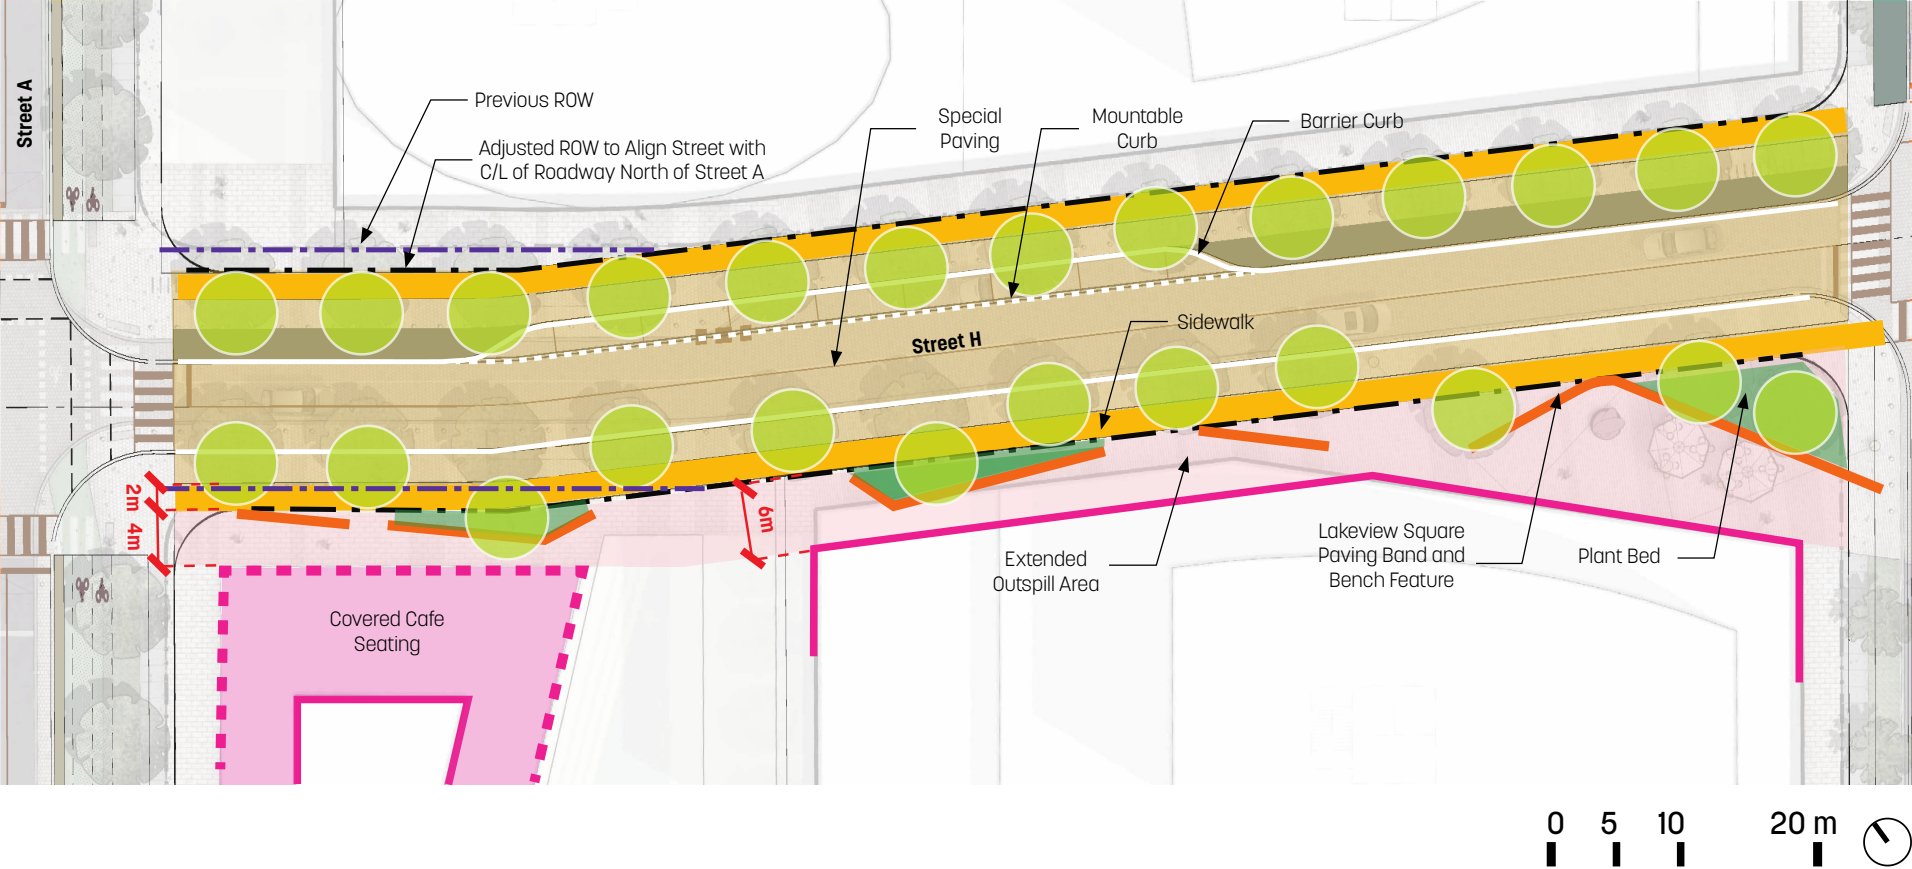 Street A
Previous ROW
Adjusted ROW to Align Street with
C/L of Roadway North of Street A
Special
Paving
Mountable
Curb
Barrier Curb
Sidewalk
Street H
2m
4m
6m
Extended
Outspill Area
Lakeview Square
Paving Band and
Bench Feature
Plant Bed
Covered Cafe
Seating
0 5 10 20 m